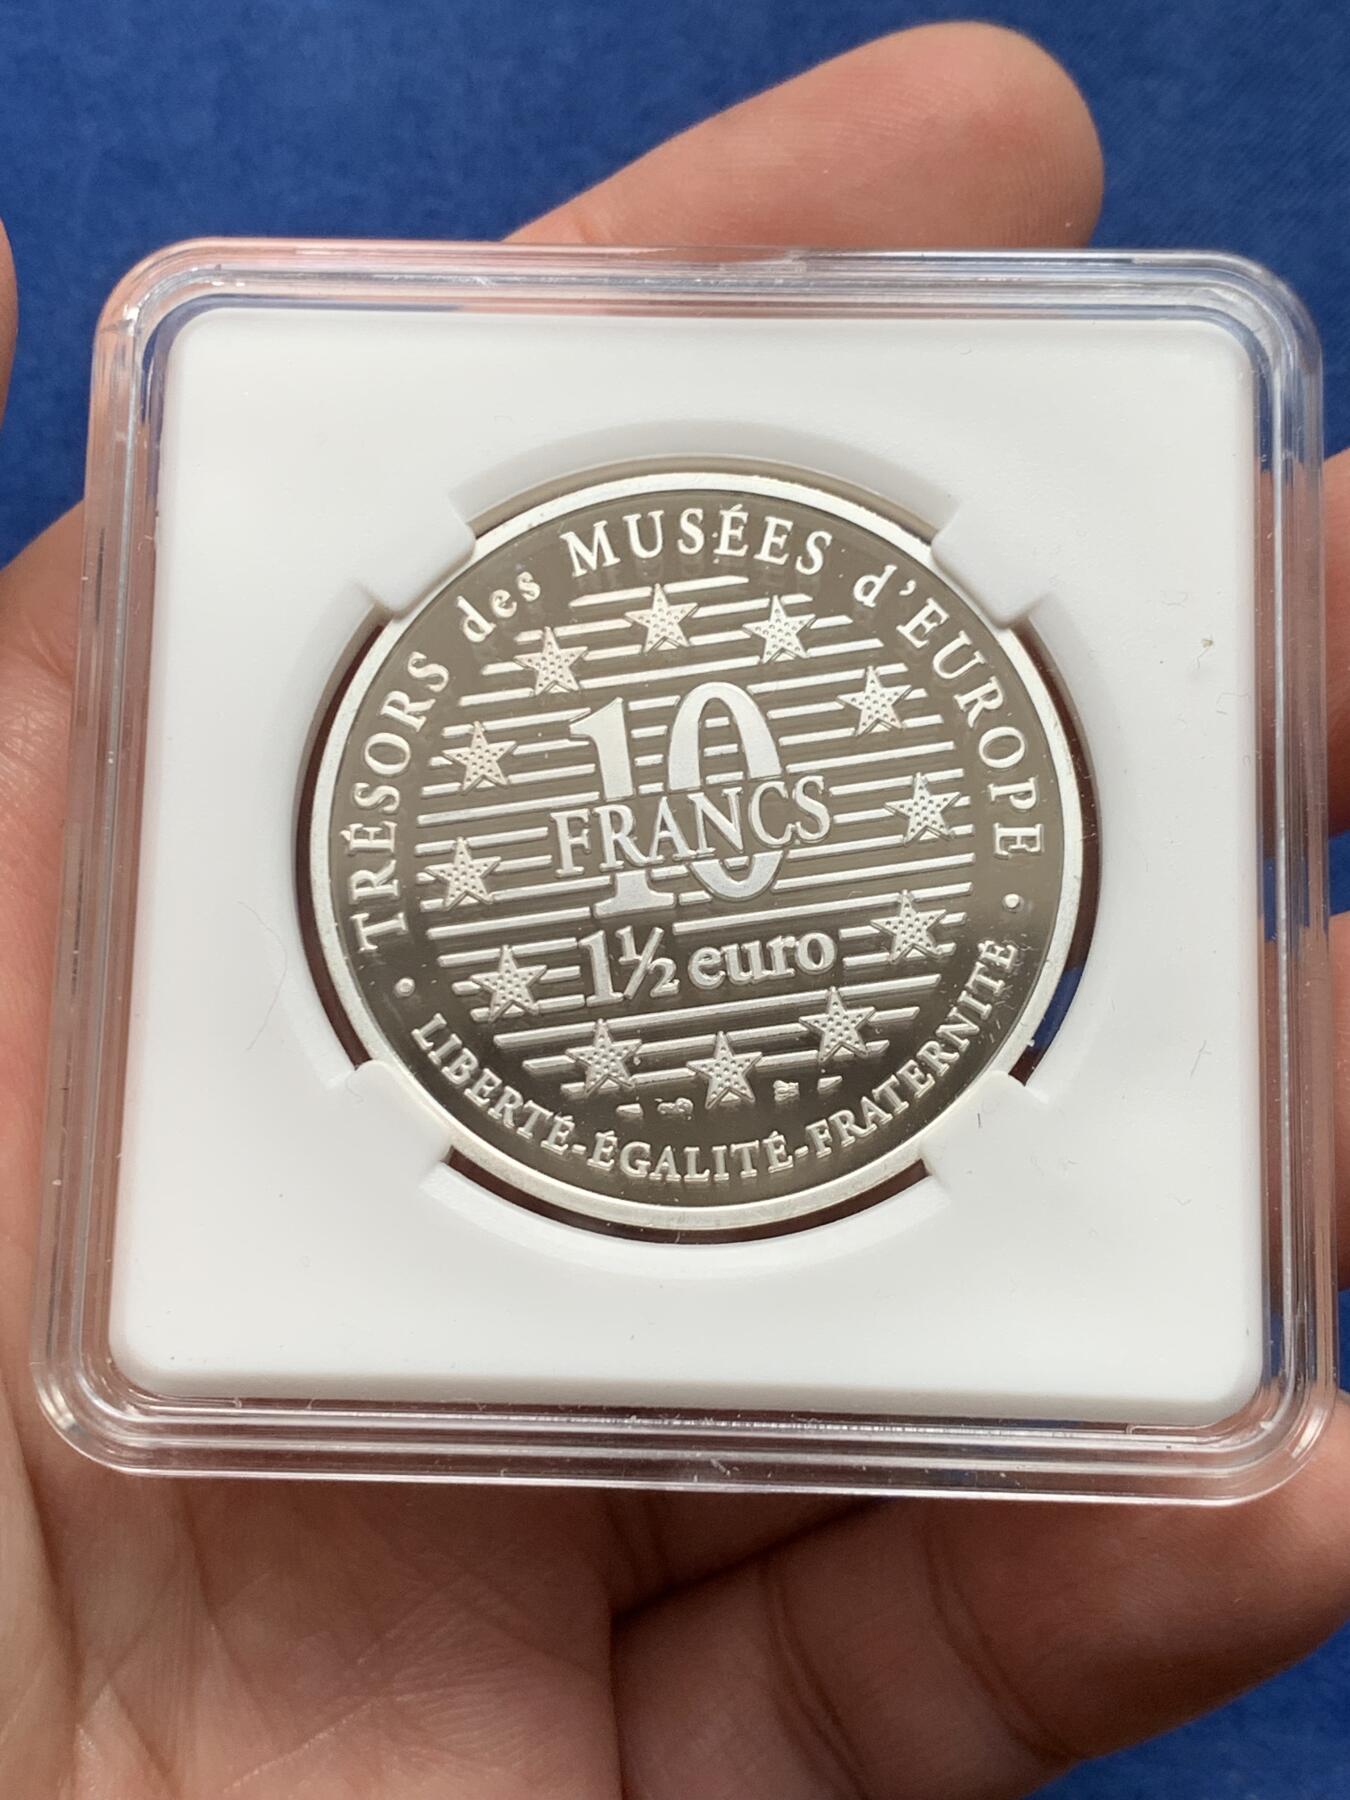 TRÉSORS des MUSÉES d'EUROPE
10
FRANCS
1½ euro
LIBERTÉ-ÉGALITÉ-FRATERNITÉ